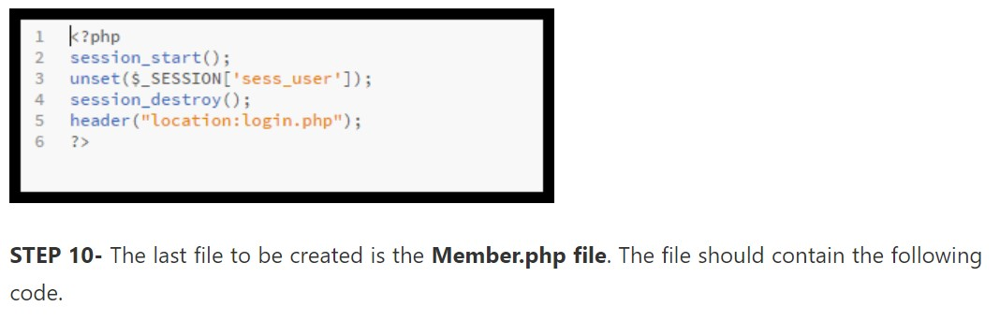 1 <?php
2 session_start();
3 unset($_SESSION['sess_user']);
4 session_destroy();
5 header("location:login.php");
6 ?>
STEP 10- The last file to be created is the Member.php file. The file should contain the following
code.